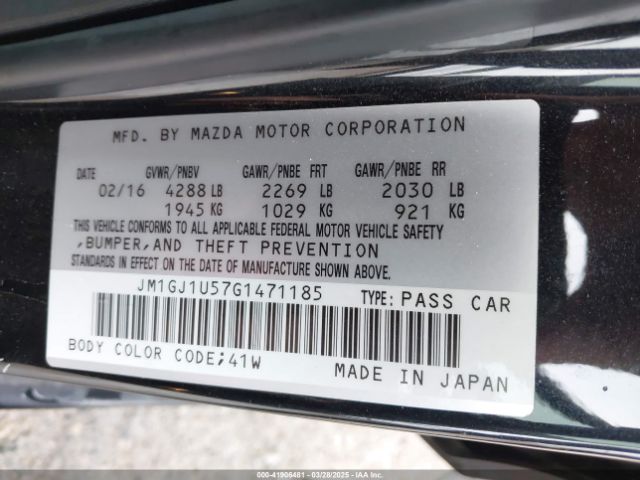 MFD. BY MAZDA MOTOR CORPORATION
DATE GVWR/PNBV GAWR/PNBE FRT GAWR/PNBE RR
02/16 4288 LB 2269 LB 2030 LB
1945 KG 1029 KG 921 KG
THIS VEHICLE CONFORMS TO ALL APPLICABLE FEDERAL MOTOR VEHICLE SAFETY
,BUMPER,AND THEFT PREVENTION
STANDARDS IN EFFECT ON THE DATE OF MANUFACTURE SHOWN ABOVE.
JM1GJ1U57G1471185 TYPE: PASS CAR
BODY COLOR CODE;41W MADE IN JAPAN
000-41906461 | 03/28/2025 - IAAI.COM